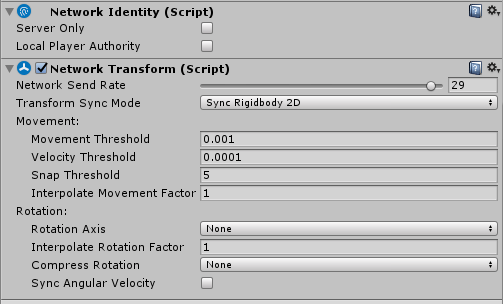 Network Identity (Script)
Server Only
Local Player Authority
Network Transform (Script)
Network Send Rate 29
Transform Sync Mode Sync Rigidbody 2D
Movement:
Movement Threshold 0.001
Velocity Threshold 0.0001
Snap Threshold 5
Interpolate Movement Factor 1
Rotation:
Rotation Axis None
Interpolate Rotation Factor 1
Compress Rotation None
Sync Angular Velocity